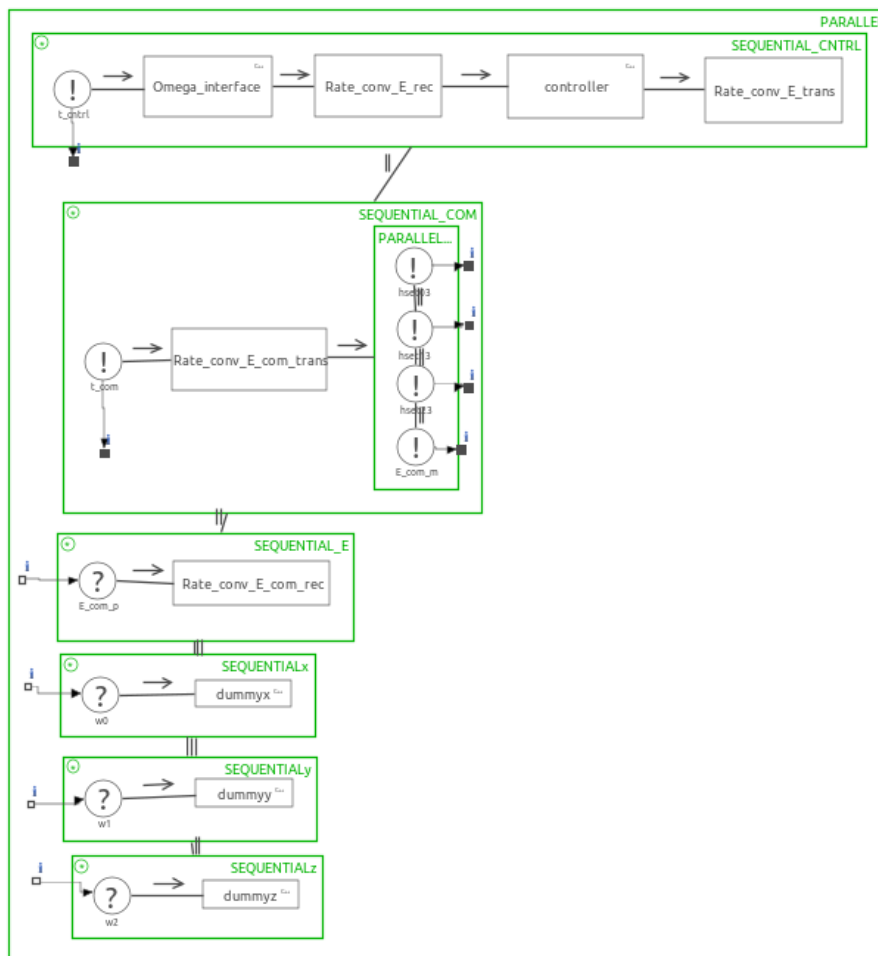 PARALLE
SEQUENTIAL_CNTRL
!
t_cntrl
Omega_interface
C...
Rate_conv_E_rec
controller
C...
Rate_conv_E_trans
i
SEQUENTIAL_COM
PARALLEL...
!
i
!
t_com
Rate_conv_E_com_trans
!
i
!
i
!
E_com_m
i
i
SEQUENTIAL_E
i
?
E_com_p
Rate_conv_E_com_rec
SEQUENTIALx
i
?
w0
dummyx
C...
SEQUENTIALy
i
?
w1
dummyy
C...
SEQUENTIALz
i
?
w2
dummyz
C...